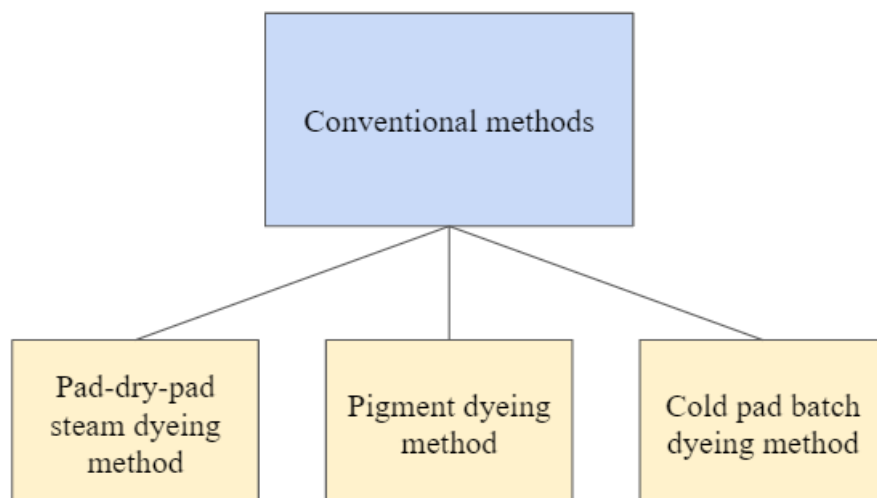 Conventional methods
Pad-dry-pad
steam dyeing
method
Pigment dyeing
method
Cold pad batch
dyeing method